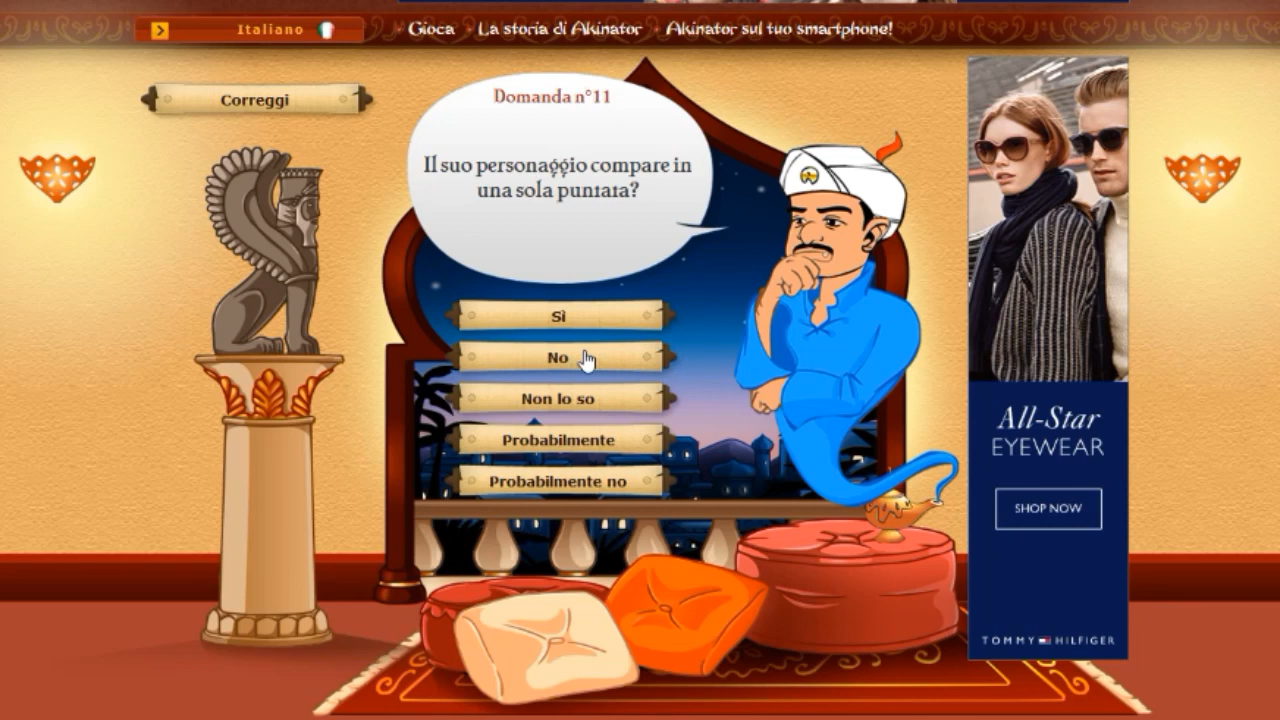 Italiano
Gioca
La storia di Akinator
Akinator sul tuo smartphone!
Correggi
Domanda n°11
Il suo personaggio compare in
una sola puntata?
Sì
No
Non lo so
Probabilmente
Probabilmente no
All-Star
EYEWEAR
SHOP NOW
TOMMY HILFIGER